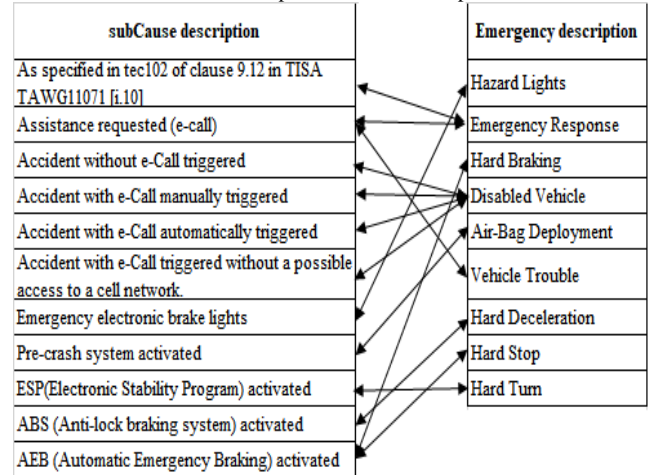 subCause description
As specified in tec102 of clause 9.12 in TISA
TAWG11071 [i.10]
Assistance requested (e-call)
Accident without e-Call triggered
Accident with e-Call manually triggered
Accident with e-Call automatically triggered
Accident with e-Call triggered without a possible
access to a cell network.
Emergency electronic brake lights
Pre-crash system activated
ESP(Electronic Stability Program) activated
ABS (Anti-lock braking system) activated
AEB (Automatic Emergency Braking) activated
Emergency description
Hazard Lights
Emergency Response
Hard Braking
Disabled Vehicle
Air-Bag Deployment
Vehicle Trouble
Hard Deceleration
Hard Stop
Hard Turn